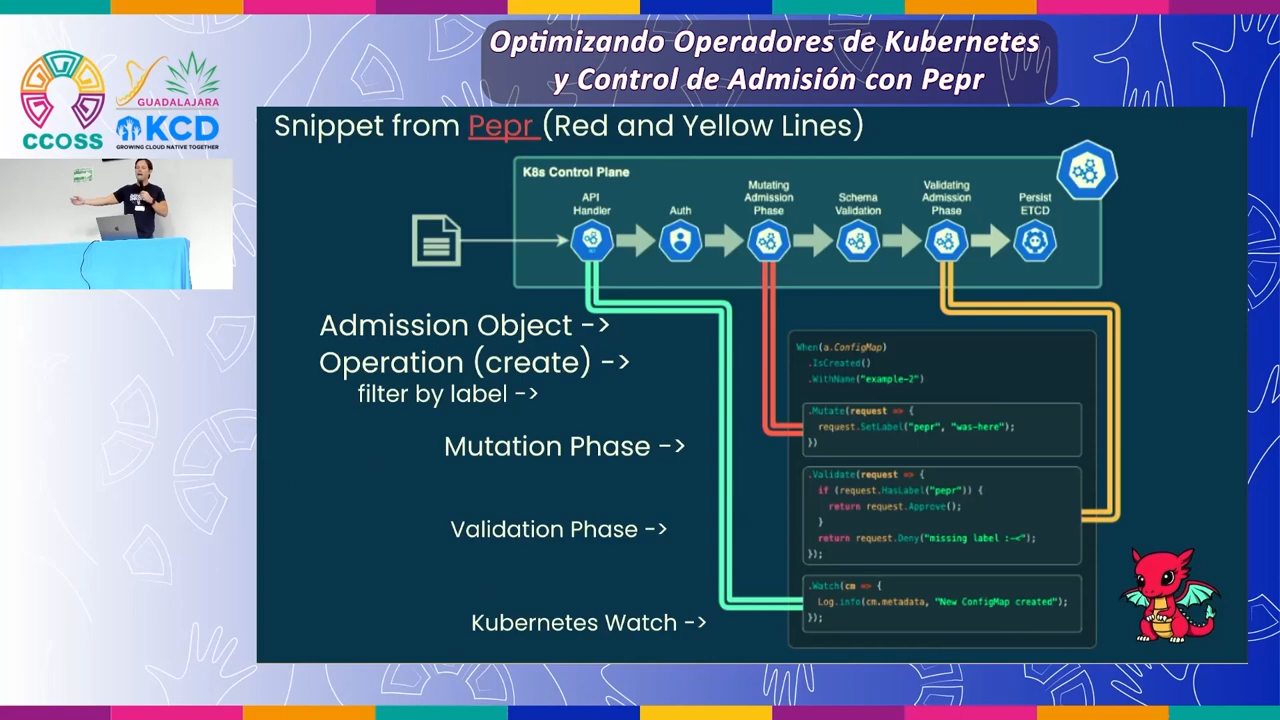 Optimizando Operadores de Kubernetes
y Control de Admisión con Pepr
CCOSS
GUADALAJARA
KCD
GROWING CLOUD NATIVE TOGETHER
Snippet from Pepr (Red and Yellow Lines)
K8s Control Plane
API
Handler
Auth
Mutating
Admission
Phase
Schema
Validation
Validating
Admission
Phase
Persist
ETCD
Admission Object ->
Operation (create) ->
filter by label ->
Mutation Phase ->
Validation Phase ->
Kubernetes Watch ->
When(a.ConfigMap)
.IsCreated()
.WithName("example-2")
.Mutate(request => {
request.SetLabel("pepr", "was-here");
})
.Validate(request => {
if (request.HasLabel("pepr")) {
return request.Approve();
}
return request.Deny("missing label :-<");
});
.Watch(cm => {
Log.info(cm.metadata, "New ConfigMap created");
});